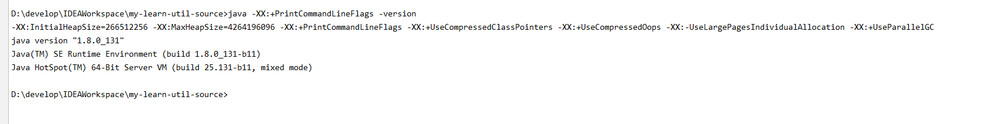 D:\develop\IDEAWorkspace\my-learn-util-source>java -XX:+PrintCommandLineFlags -version
-XX:InitialHeapSize=266512256 -XX:MaxHeapSize=4264196096 -XX:+PrintCommandLineFlags -XX:+UseCompressedClassPointers -XX:+UseCompressedOops -XX:-UseLargePagesIndividualAllocation -XX:+UseParallelGC
java version "1.8.0_131"
Java(TM) SE Runtime Environment (build 1.8.0_131-b11)
Java HotSpot(TM) 64-Bit Server VM (build 25.131-b11, mixed mode)
D:\develop\IDEAWorkspace\my-learn-util-source>